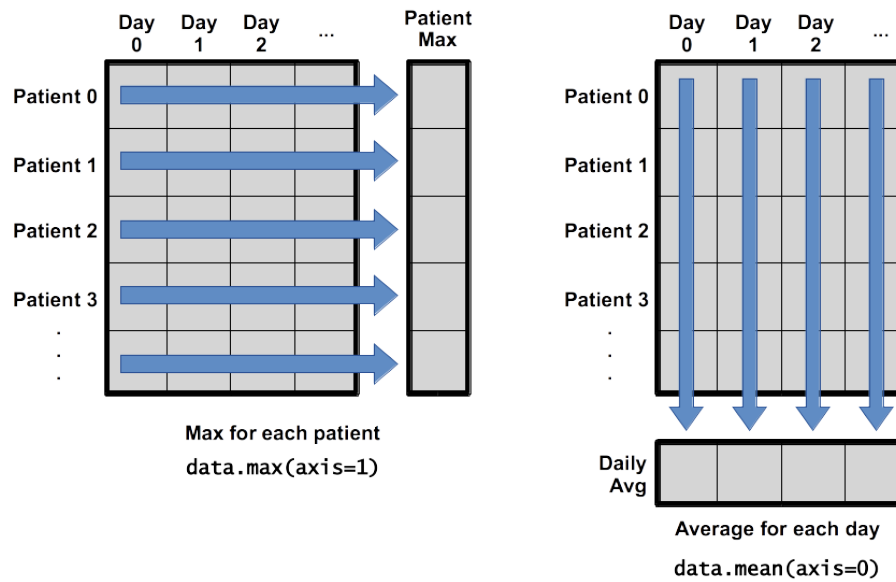 Day
0
Day
1
Day
2
...
Patient
Max
Patient 0
Patient 1
Patient 2
Patient 3
.
.
.
Max for each patient
data.max(axis=1)
Day
0
Day
1
Day
2
...
Patient 0
Patient 1
Patient 2
Patient 3
.
.
.
Daily
Avg
Average for each day
data.mean(axis=0)